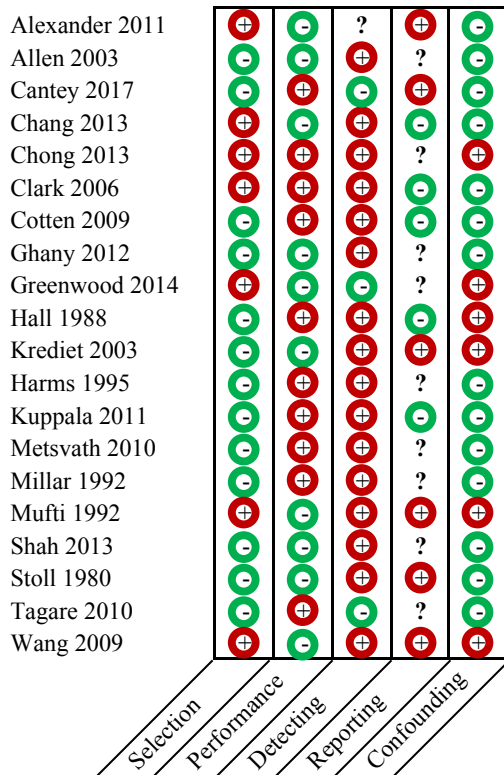 Alexander 2011 + - ? + -
Allen 2003 - - + ? -
Cantey 2017 - + - + -
Chang 2013 + - + - -
Chong 2013 + + + ? +
Clark 2006 + + + - -
Cotten 2009 - + + - -
Ghany 2012 - - + ? -
Greenwood 2014 + - - ? +
Hall 1988 - + + - +
Krediet 2003 - - + + +
Harms 1995 - + + ? -
Kuppala 2011 - + + - -
Metsvath 2010 - + + ? -
Millar 1992 - + + ? -
Mufti 1992 + - + + +
Shah 2013 - - + ? -
Stoll 1980 - - + + -
Tagare 2010 - + - ? -
Wang 2009 + - + + +
Selection
Performance
Detecting
Reporting
Confounding